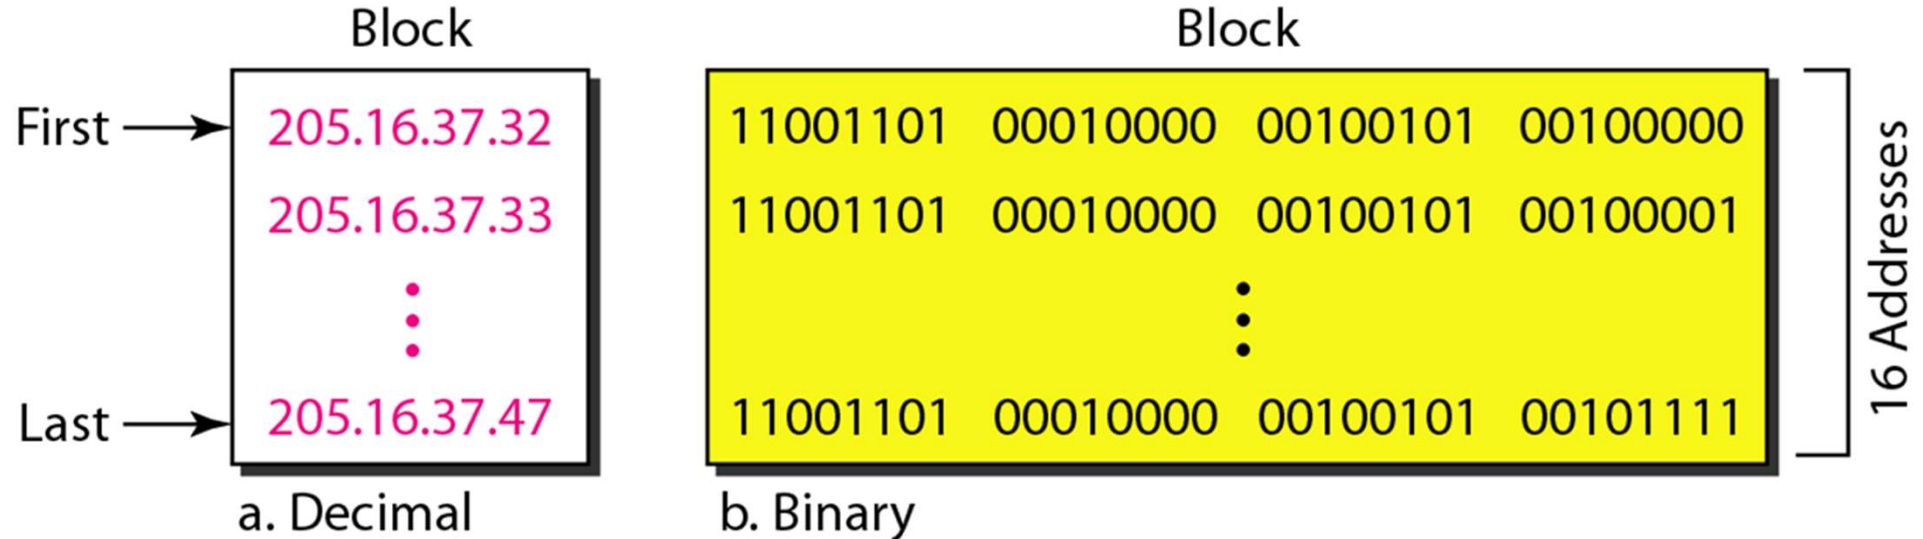 Block Block
First 205.16.37.32 11001101 00010000 00100101 00100000
205.16.37.33 11001101 00010000 00100101 00100001
Last 205.16.37.47 11001101 00010000 00100101 00101111
16 Addresses
a. Decimal b. Binary